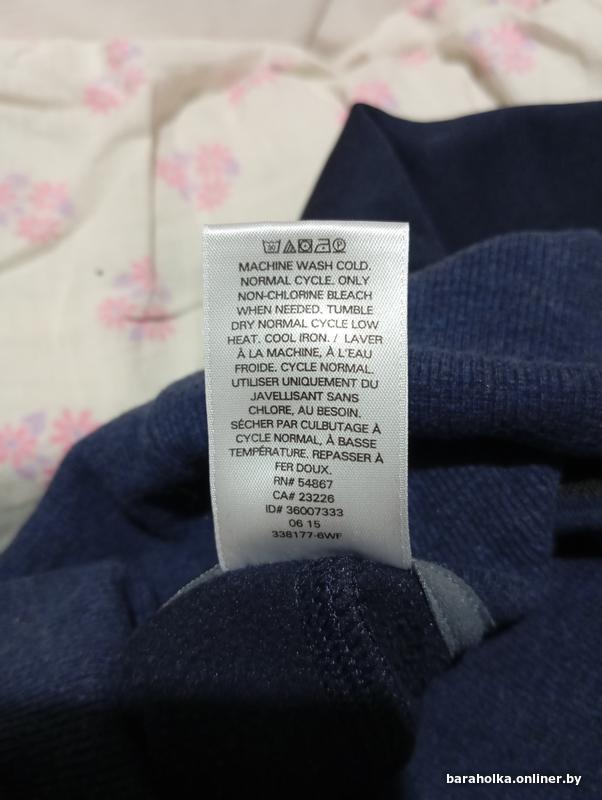 MACHINE WASH COLD.
NORMAL CYCLE. ONLY
NON-CHLORINE BLEACH
WHEN NEEDED. TUMBLE
DRY NORMAL CYCLE LOW
HEAT. COOL IRON. / LAVER
À LA MACHINE, À L'EAU
FROIDE. CYCLE NORMAL.
UTILISER UNIQUEMENT DU
JAVELLISANT SANS
CHLORE, AU BESOIN.
SÉCHER PAR CULBUTAGE À
CYCLE NORMAL, À BASSE
TEMPÉRATURE. REPASSER À
FER DOUX.
RN# 54867
CA# 23226
ID# 36007333
06 15
338177-6WF
baraholka.onliner.by